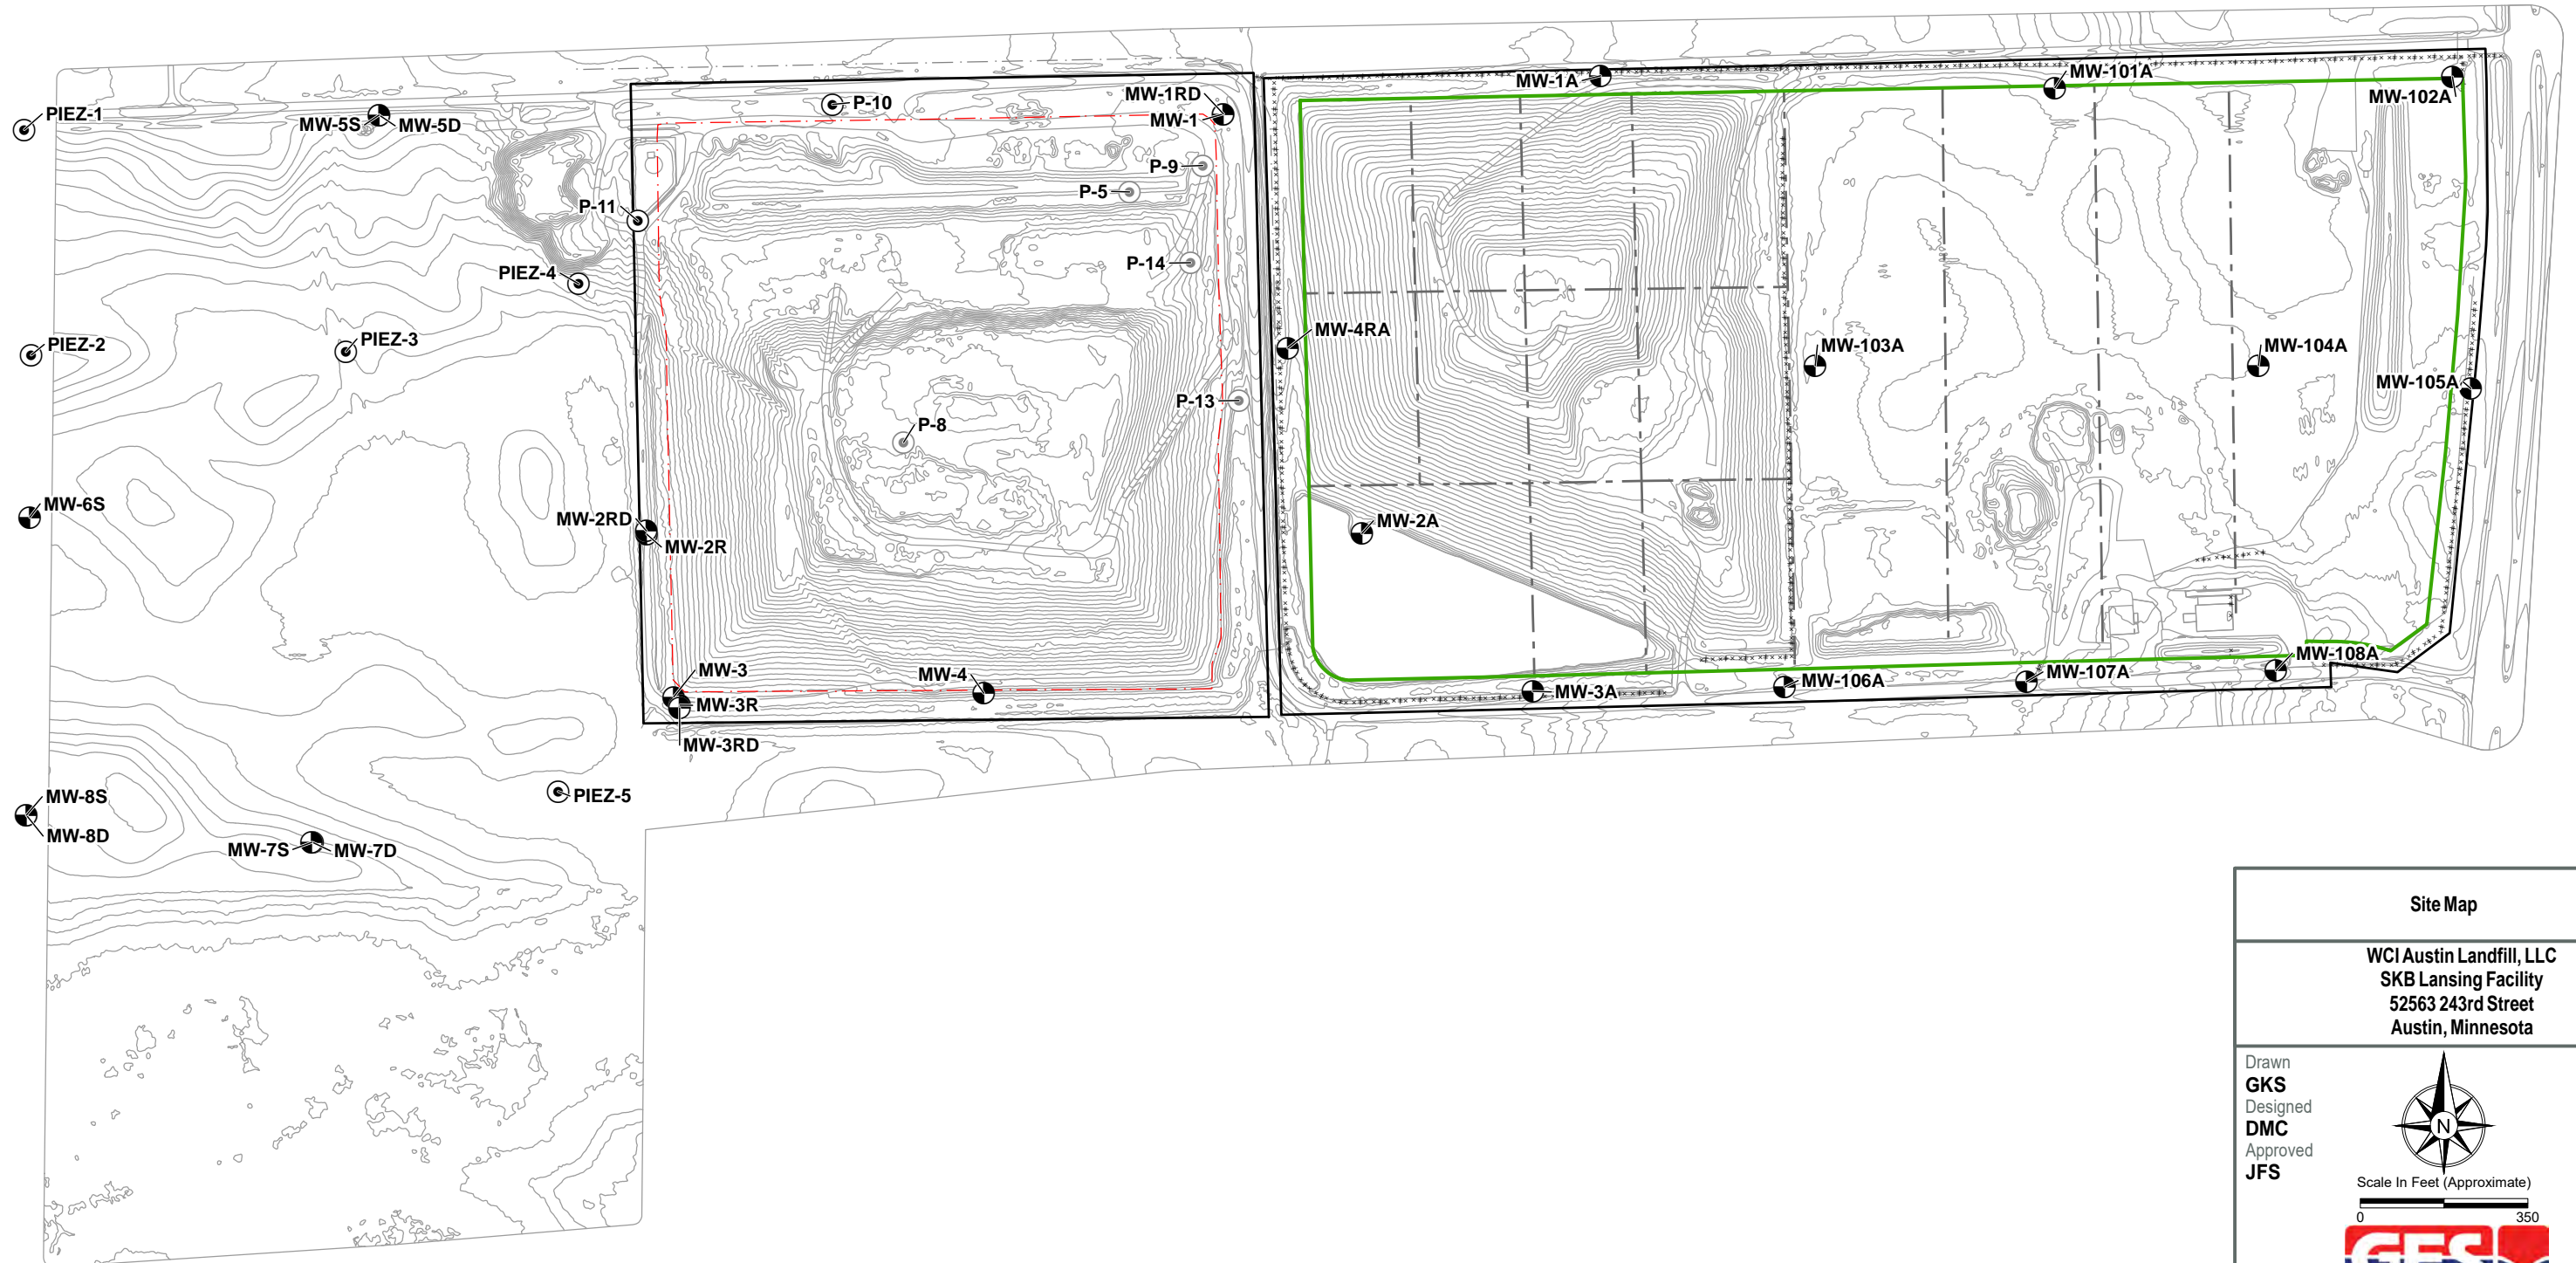 PIEZ-1
MW-5S
MW-5D
P-10
MW-1RD
MW-1
MW-1A
MW-101A
MW-102A
P-9
P-5
P-11
PIEZ-4
P-14
PIEZ-2
PIEZ-3
MW-4RA
MW-103A
MW-104A
MW-105A
P-13
P-8
MW-6S
MW-2RD
MW-2R
MW-2A
MW-3
MW-3R
MW-3RD
MW-4
MW-3A
MW-106A
MW-107A
MW-108A
PIEZ-5
MW-8S
MW-8D
MW-7S
MW-7D
Site Map
WCI Austin Landfill, LLC
SKB Lansing Facility
52563 243rd Street
Austin, Minnesota
Drawn
GKS
Designed
DMC
Approved
JFS
N
Scale In Feet (Approximate)
0 350
GES